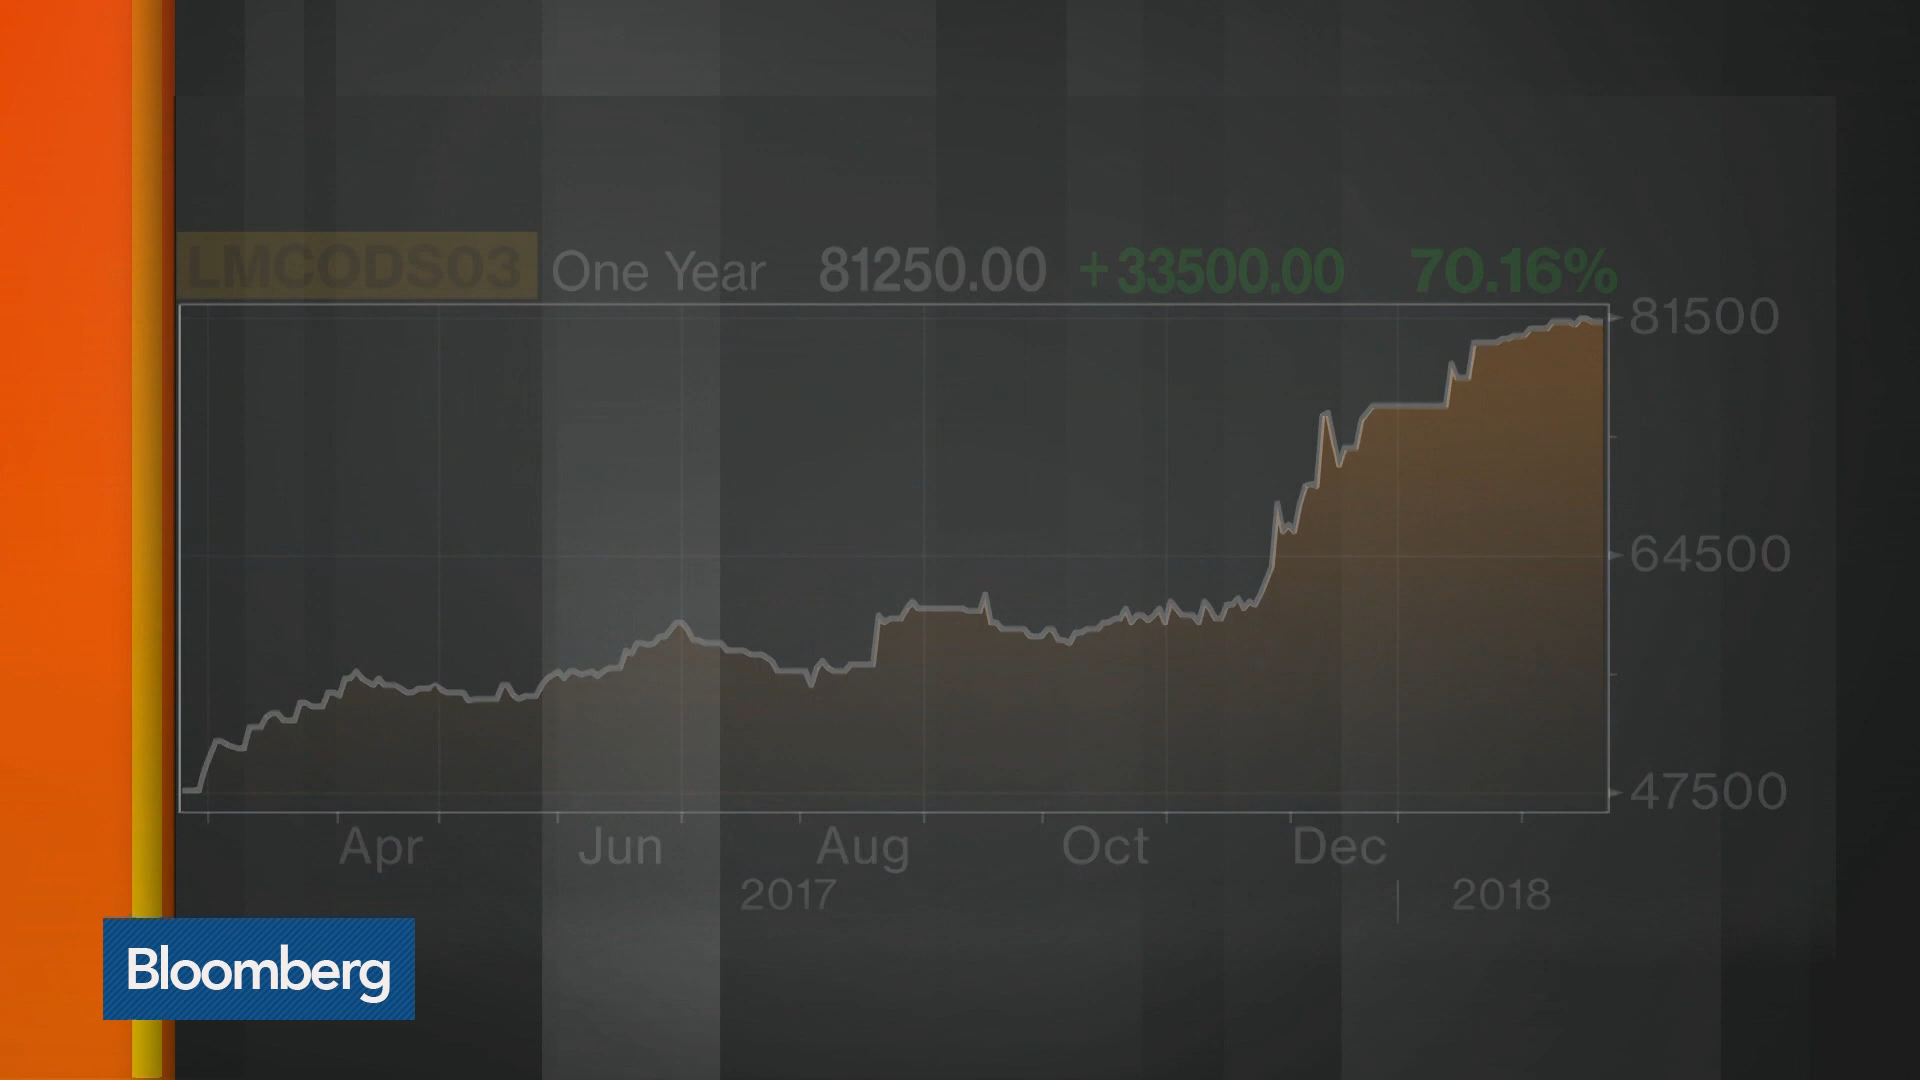 LMCODS03 One Year 81250.00 +33500.00 70.16%
81500
64500
47500
Apr Jun Aug Oct Dec
2017 2018
Bloomberg